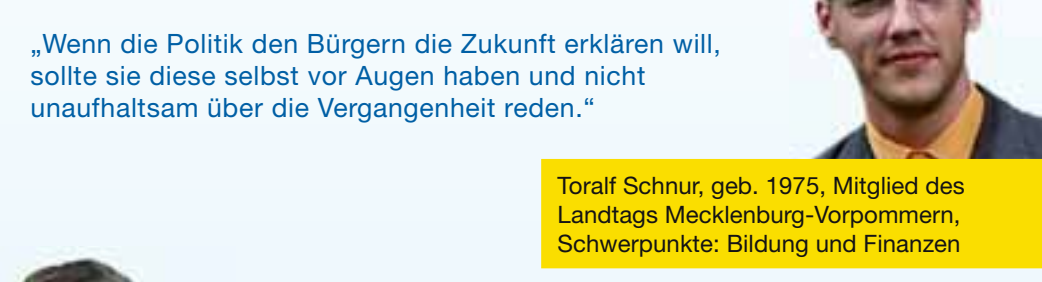 „Wenn die Politik den Bürgern die Zukunft erklären will,
sollte sie diese selbst vor Augen haben und nicht
unaufhaltsam über die Vergangenheit reden.“
Toralf Schnur, geb. 1975, Mitglied des
Landtags Mecklenburg-Vorpommern,
Schwerpunkte: Bildung und Finanzen